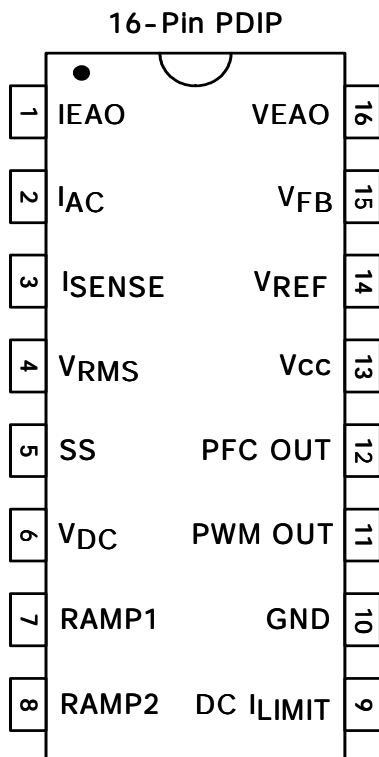 16-Pin PDIP
1 IEAO VEAO 16
2 IAC VFB 15
3 ISENSE VREF 14
4 VRMS VCC 13
5 SS PFC OUT 12
6 VDC PWM OUT 11
7 RAMP1 GND 10
8 RAMP2 DC ILIMIT 9